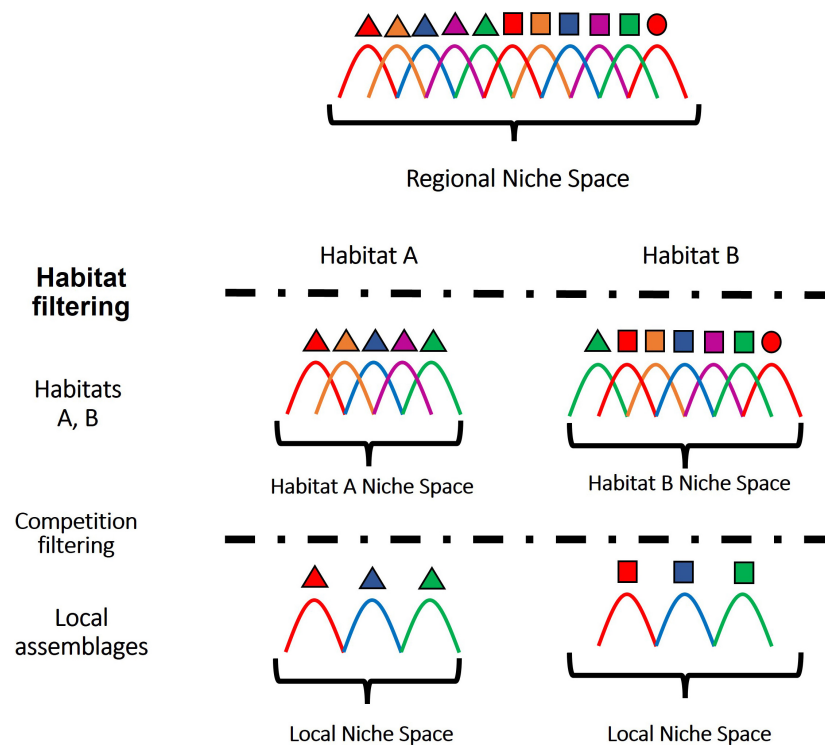 Regional Niche Space
Habitat A
Habitat B
Habitat
filtering
Habitats
A, B
Habitat A Niche Space
Habitat B Niche Space
Competition
filtering
Local
assemblages
Local Niche Space
Local Niche Space